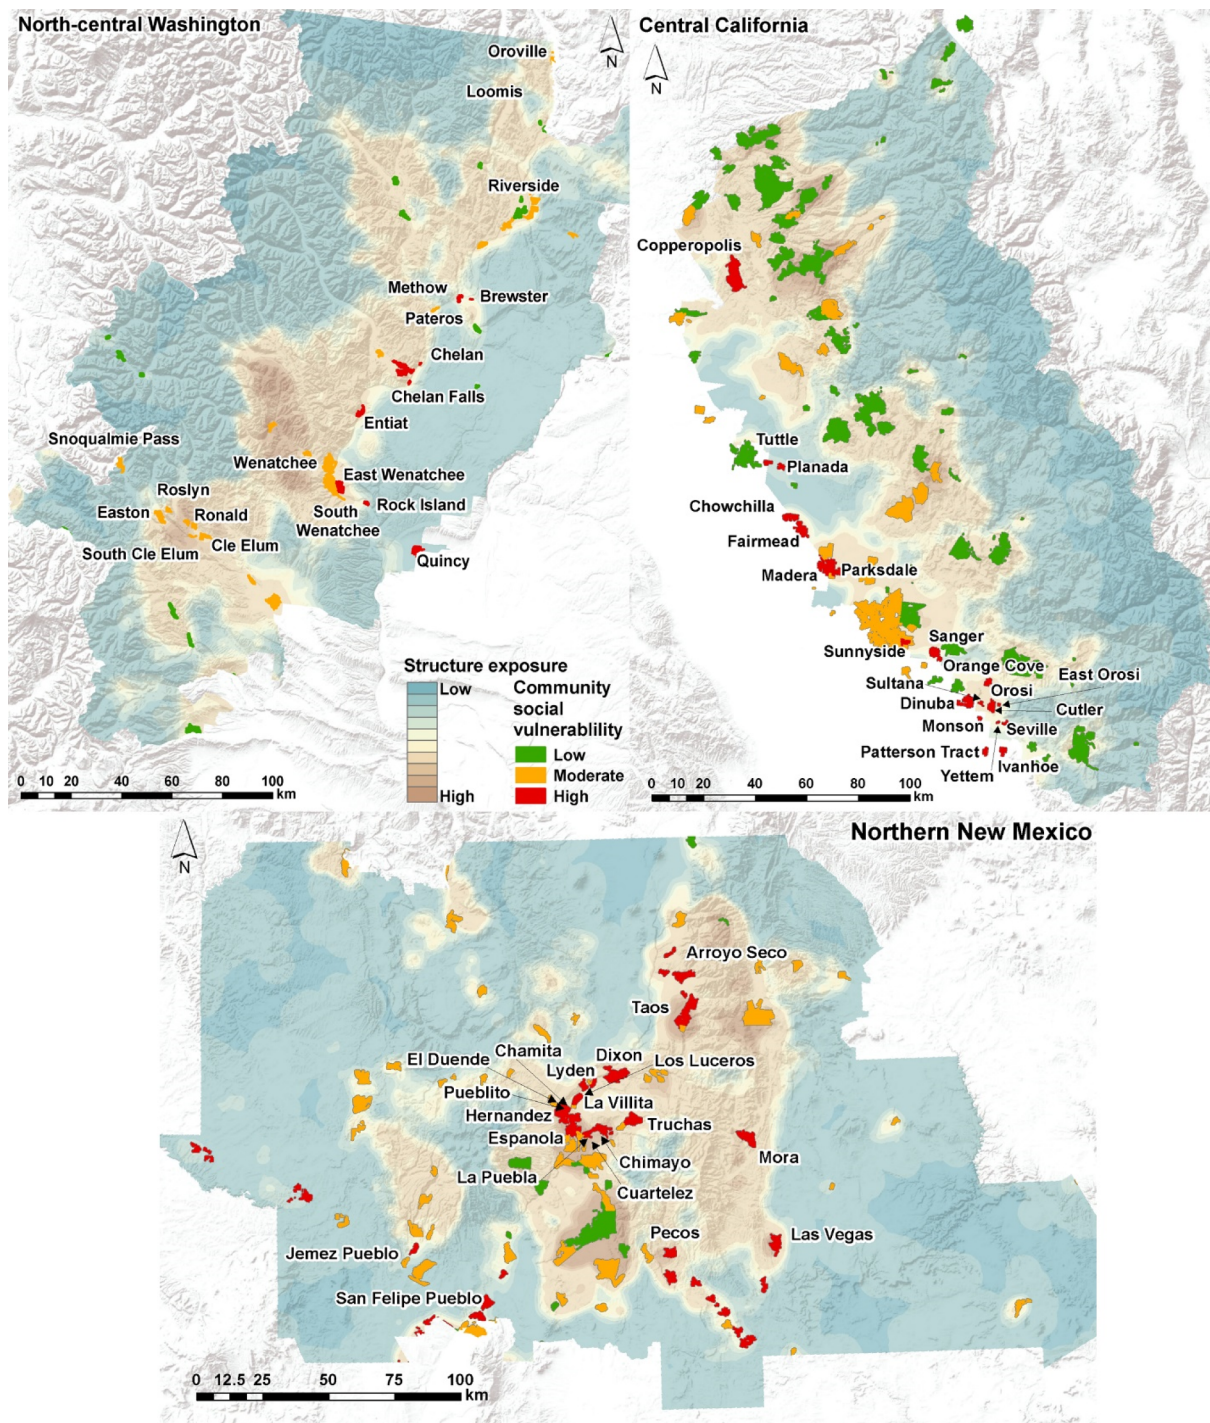 North-central Washington
N
Oroville
Loomis
Riverside
Methow
Brewster
Pateros
Chelan
Chelan Falls
Entiat
Snoqualmie Pass
Wenatchee
East Wenatchee
Roslyn
Rock Island
Easton
Ronald
South
Wenatchee
South Cle Elum
Cle Elum
Quincy
Structure exposure
Low
High
Community
social
vulnerablility
Low
Moderate
High
0 10 20 40 60 80 100
km
Central California
N
Copperopolis
Tuttle
Planada
Chowchilla
Fairmead
Madera
Parksdale
Sanger
Sunnyside
Orange Cove
Sultana
Orosi
East Orosi
Dinuba
Cutler
Monson
Seville
Patterson Tract
Ivanhoe
Yettem
0 10 20 40 60 80 100
km
Northern New Mexico
N
Arroyo Seco
Taos
Chamita
Dixon
El Duende
Los Luceros
Lyden
Pueblito
La Villita
Hernandez
Truchas
Espanola
Mora
Chimayo
La Puebla
Cuartelez
Pecos
Las Vegas
Jemez Pueblo
San Felipe Pueblo
0 12.5 25 50 75 100
km